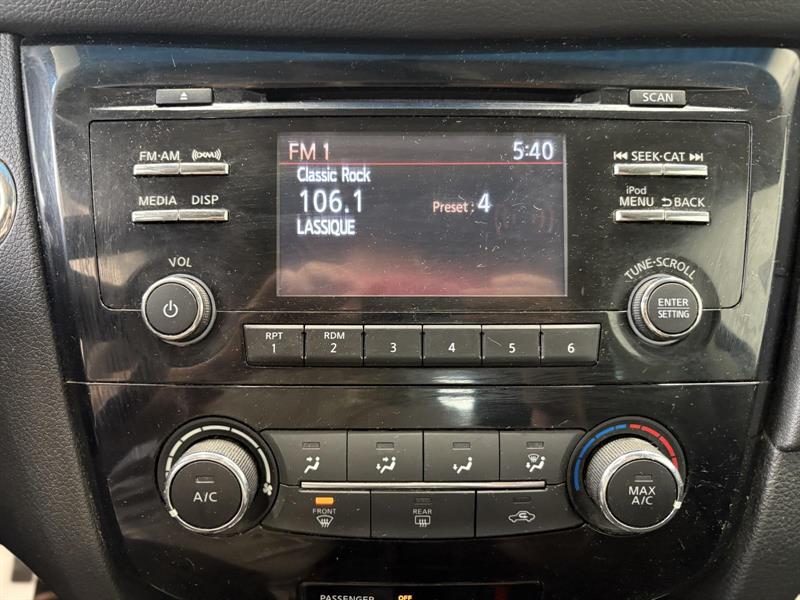 SCAN
FM·AM ((XM))
MEDIA DISP
VOL
FM 1 5:40
Classic Rock
106.1 Preset : 4
LASSIQUE
SEEK·CAT
iPod
MENU BACK
TUNE·SCROLL
ENTER
SETTING
RPT
1
RDM
2
3
4
5
6
A/C
FRONT
REAR
MAX
A/C
PASSENGER OFF